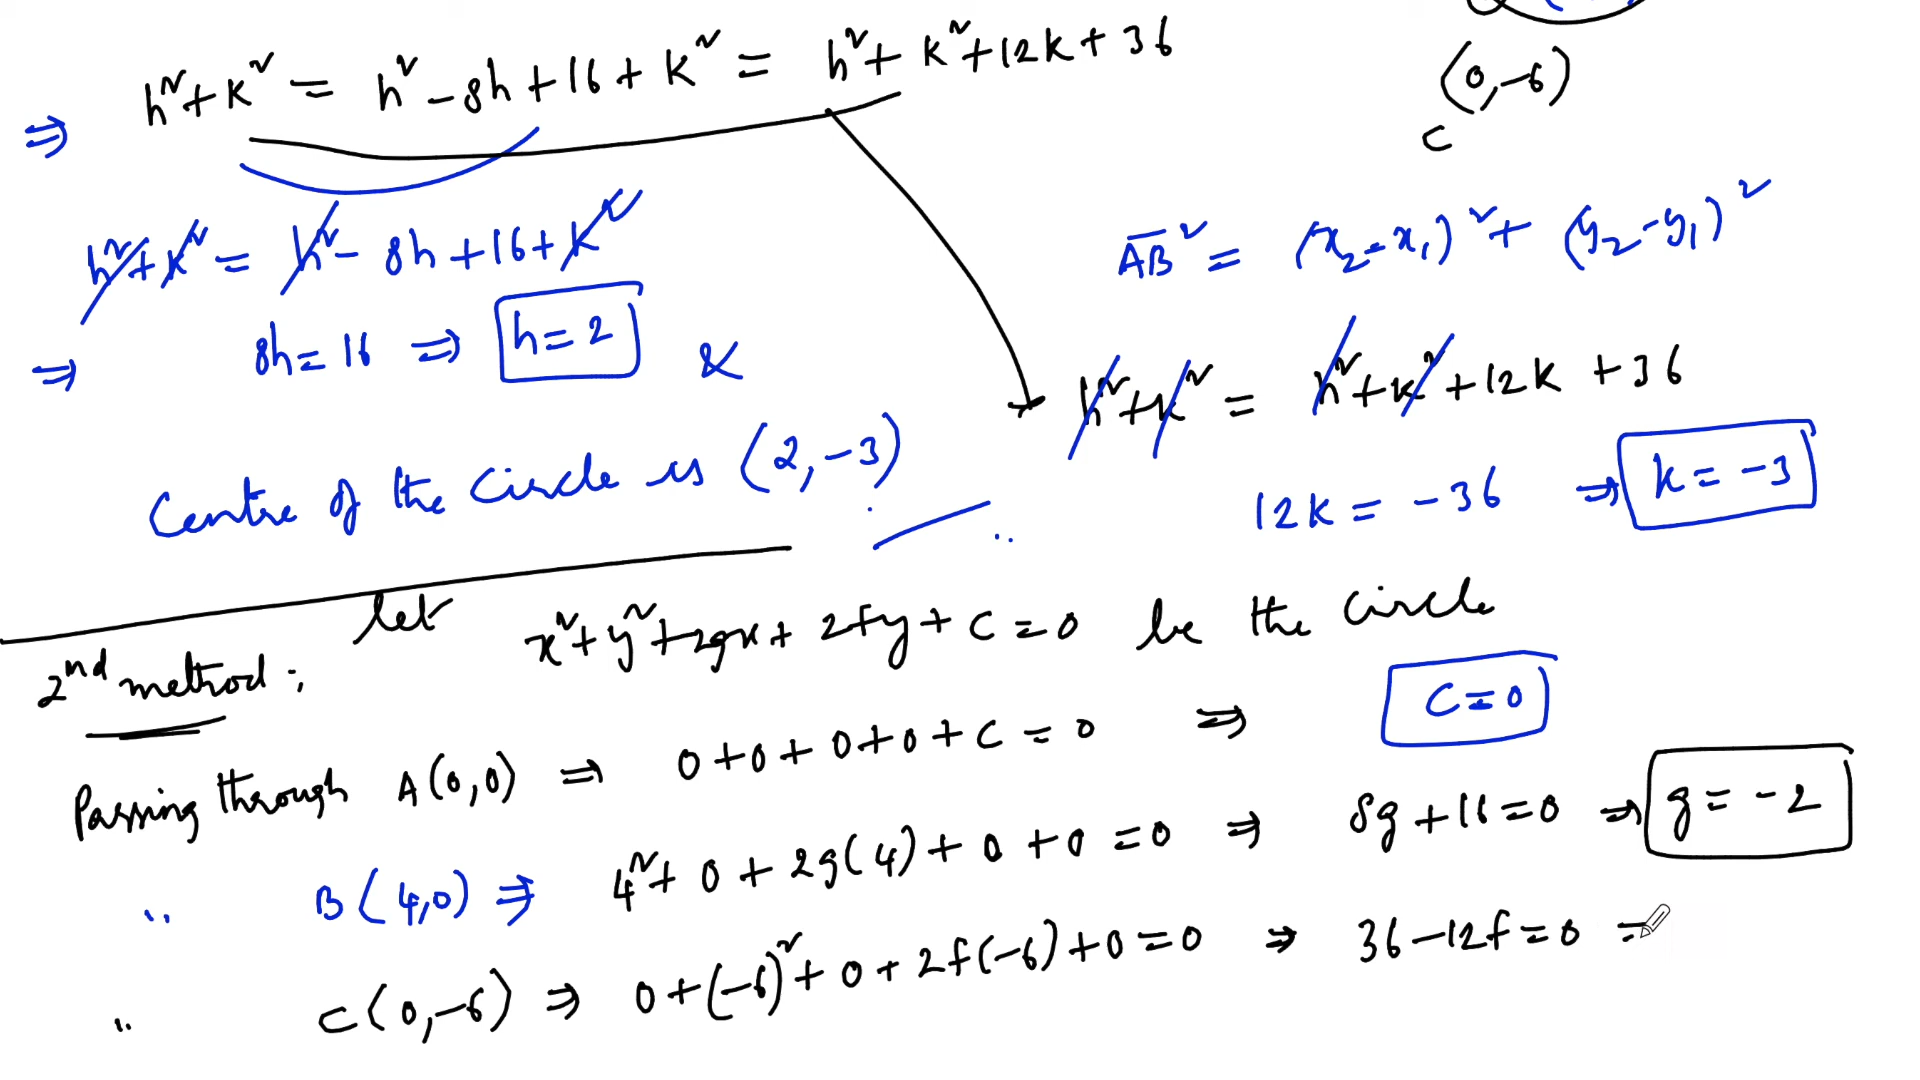 ⇒ h²+k² = h²-8h+16+k² = h²+k²+12k+36
(0,-6)
C
h²+k² = h²-8h+16+k²
⇒ 8h=16 ⇒ h=2 &
AB² = (x₂-x₁)²+(y₂-y₁)²
h²+k² = h²+k²+12k+36
12k = -36 ⇒ k=-3
Centre of the Circle is (2,-3)
2nd method: let x²+y²+2gx+2fy+c=0 be the circle
Passing through A(0,0) ⇒ 0+0+0+0+c=0 ⇒ c=0
" B(4,0) ⇒ 4²+0+2g(4)+0+0=0 ⇒ 8g+16=0 ⇒ g=-2
" C(0,-6) ⇒ 0+(-6)²+0+2f(-6)+0=0 ⇒ 36-12f=0 =